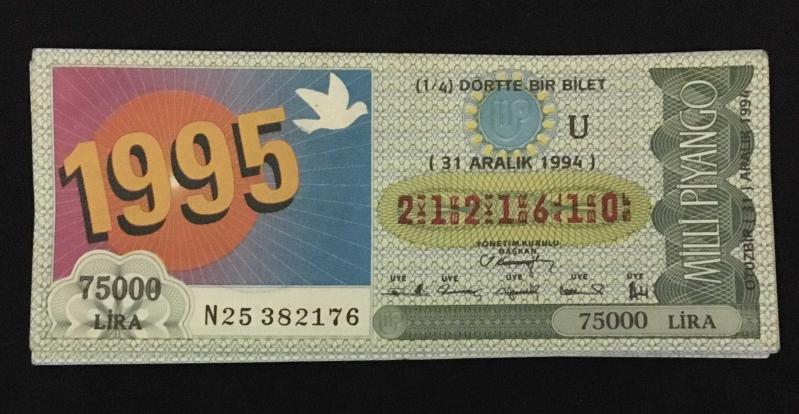 1995
75000
LİRA
N25 382176
(1/4) DÖRTTE BİR BİLET
U
( 31 ARALIK 1994 )
2 1 2 1 6 1 0
YÖNETİM KURULU
BAŞKAN
ÜYE ÜYE ÜYE ÜYE ÜYE
75000 LİRA
MİLLİ PİYANGO
OTUZBİR ( 31 ) ARALIK 1994